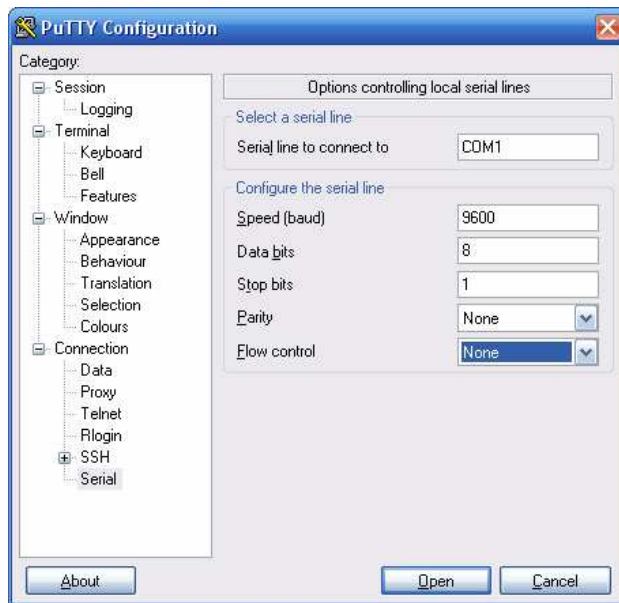 PuTTY Configuration
Category:
Session
Logging
Terminal
Keyboard
Bell
Features
Window
Appearance
Behaviour
Translation
Selection
Colours
Connection
Data
Proxy
Telnet
Rlogin
SSH
Serial
Options controlling local serial lines
Select a serial line
Serial line to connect to COM1
Configure the serial line
Speed (baud) 9600
Data bits 8
Stop bits 1
Parity None
Flow control None
About Open Cancel